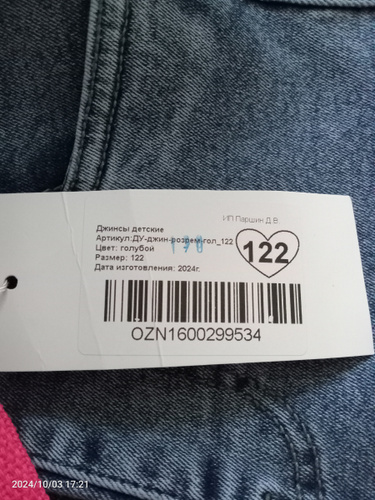 ИП Паршин Д.В.
Джинсы детские
Артикул:ДУ-джин-розрем-гол_122
Цвет: голубой
Размер: 122
Дата изготовления: 2024г.
122
OZN1600299534
2024/10/03 17:21